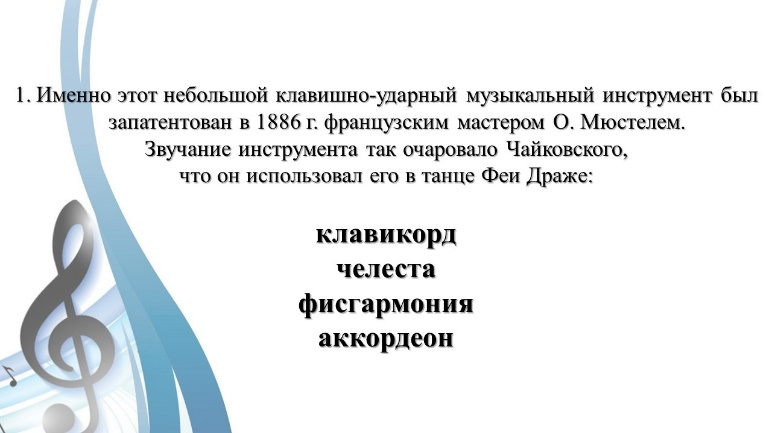 1. Именно этот небольшой клавишно-ударный музыкальный инструмент был
запатентован в 1886 г. французским мастером О. Мюстелем.
Звучание инструмента так очаровало Чайковского,
что он использовал его в танце Феи Драже:
клавикорд
челеста
фисгармония
аккордеон